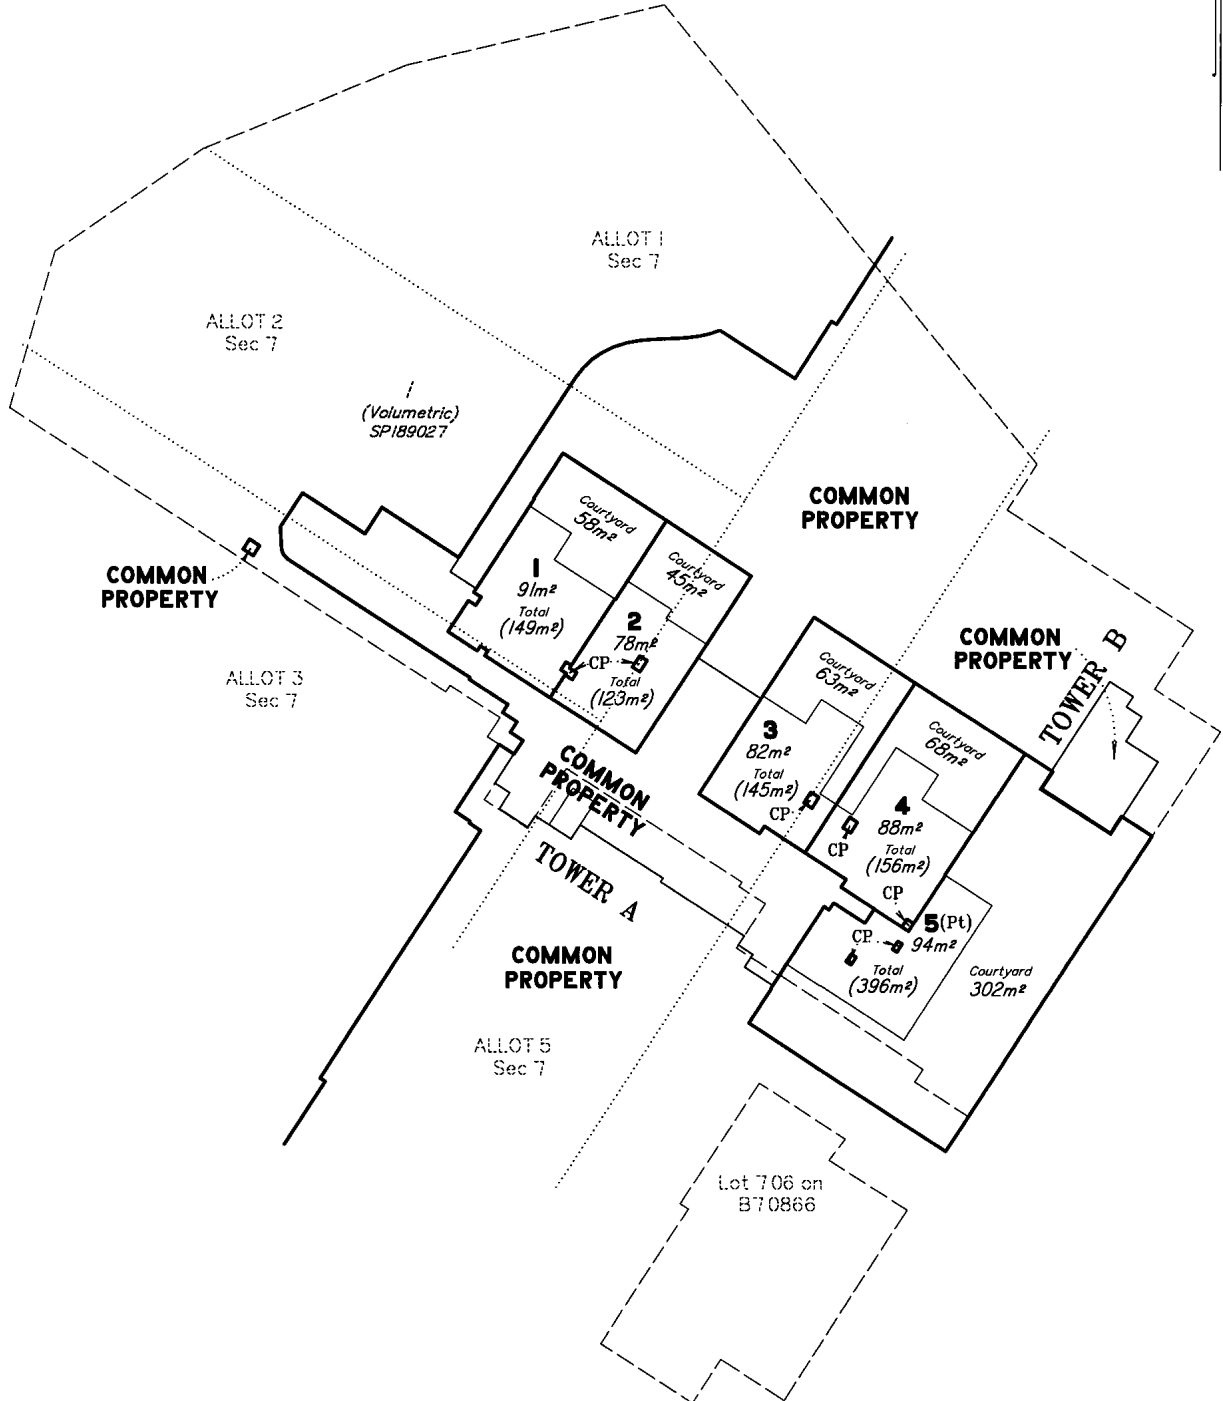 ALLOT 1
Sec 7
ALLOT 2
Sec 7
1
(Volumetric)
SP189027
COMMON
PROPERTY
ALLOT 3
Sec 7
Courtyard
58m²
1
91m²
Total
(149m²)
Courtyard
45m²
2
78m²
CP
Total
(123m²)
COMMON
PROPERTY
COMMON
PROPERTY
TOWER B
Courtyard
63m²
3
82m²
Total
(145m²)
CP
Courtyard
68m²
4
88m²
Total
(156m²)
CP
CP
COMMON
PROPERTY
TOWER A
5(Pt)
94m²
CP
Total
(396m²)
Courtyard
302m²
COMMON
PROPERTY
ALLOT 5
Sec 7
Lot 706 on
B70866